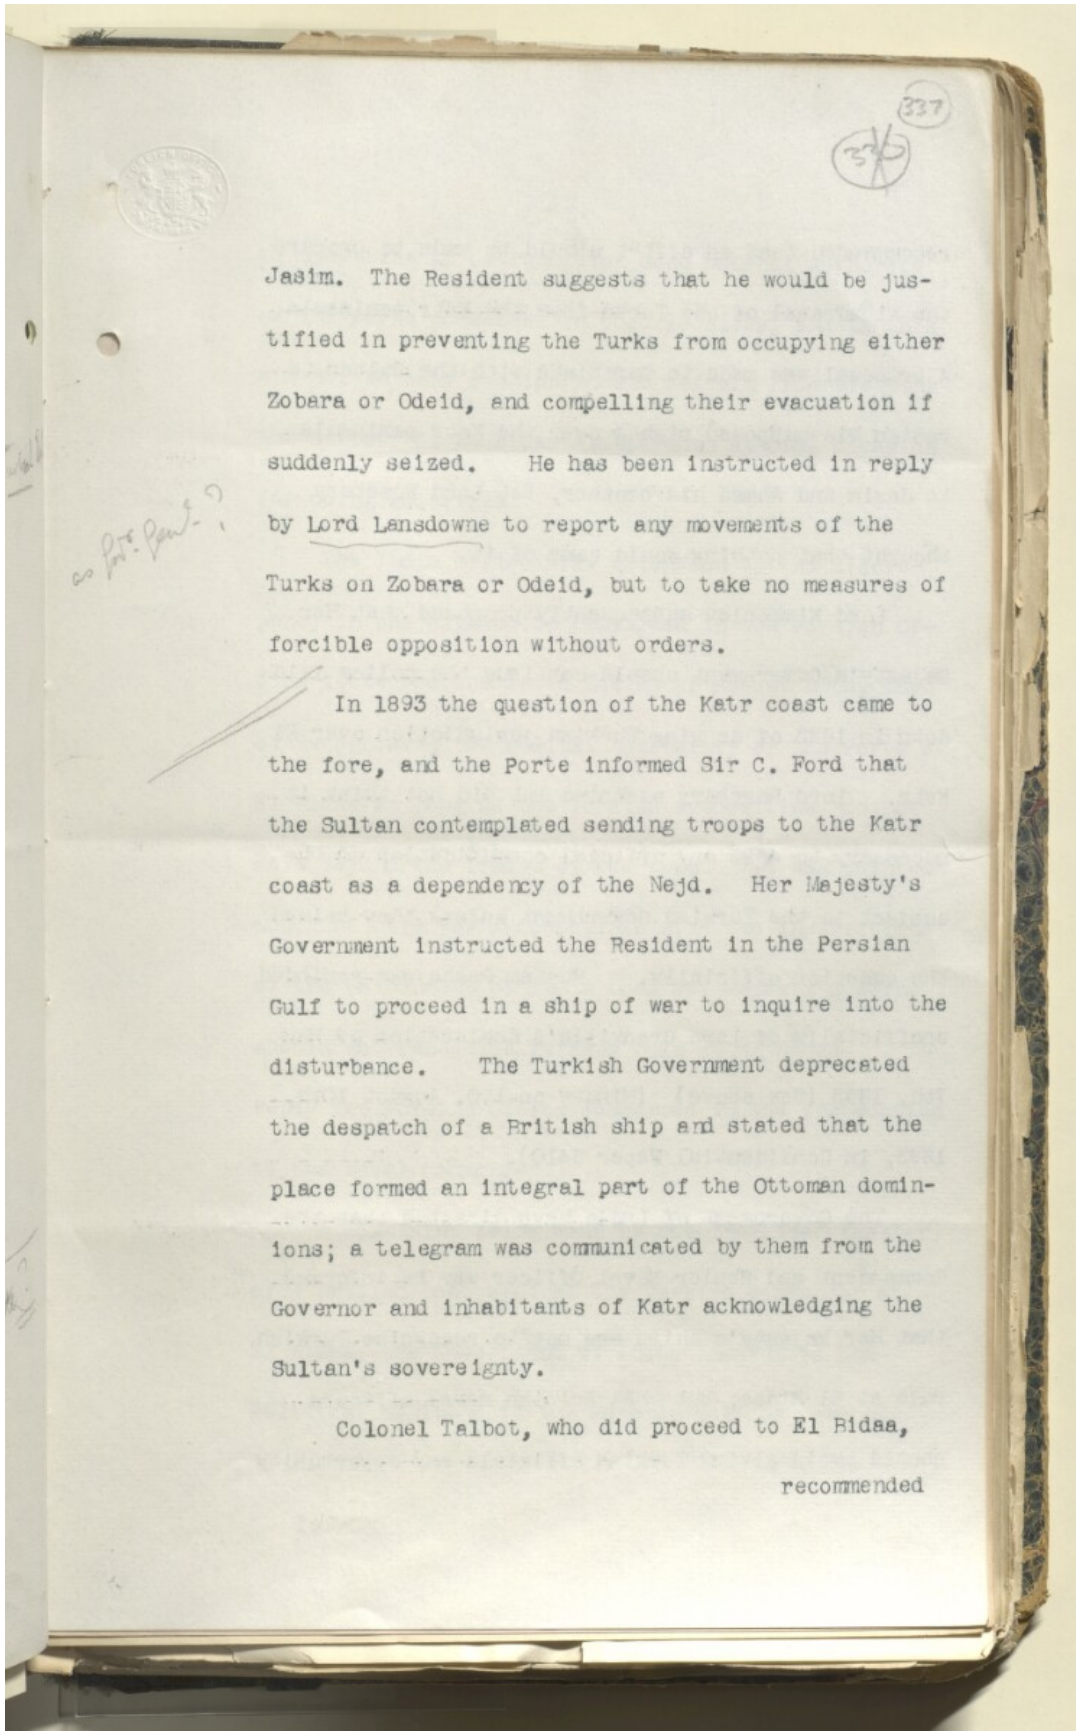 337
336
Jasim. The Resident suggests that he would be jus-
tified in preventing the Turks from occupying either
Zobara or Odeid, and compelling their evacuation if
suddenly seized. He has been instructed in reply
as Govr. Genl. ?
by Lord Lansdowne to report any movements of the
Turks on Zobara or Odeid, but to take no measures of
forcible opposition without orders.
In 1893 the question of the Katr coast came to
the fore, and the Porte informed Sir C. Ford that
the Sultan contemplated sending troops to the Katr
coast as a dependency of the Nejd. Her Majesty's
Government instructed the Resident in the Persian
Gulf to proceed in a ship of war to inquire into the
disturbance. The Turkish Government deprecated
the despatch of a British ship and stated that the
place formed an integral part of the Ottoman domin-
ions; a telegram was communicated by them from the
Governor and inhabitants of Katr acknowledging the
Sultan's sovereignty.
Colonel Talbot, who did proceed to El Bidaa,
recommended